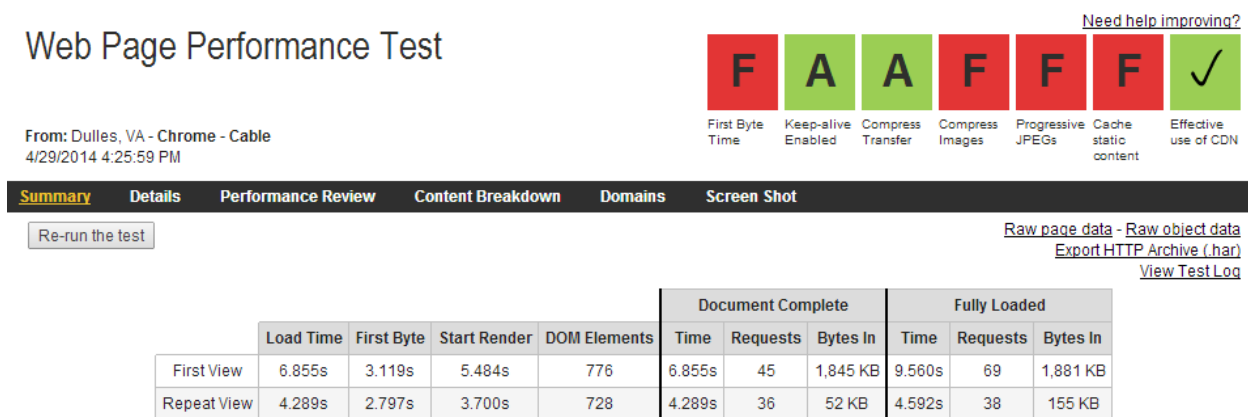 Need help improving?
Web Page Performance Test
F A A F F F ✓
First Byte Time
Keep-alive Enabled
Compress Transfer
Compress Images
Progressive JPEGs
Cache static content
Effective use of CDN
From: Dulles, VA - Chrome - Cable
4/29/2014 4:25:59 PM
Summary Details Performance Review Content Breakdown Domains Screen Shot
Re-run the test
Raw page data - Raw object data
Export HTTP Archive (.har)
View Test Log
Document Complete Fully Loaded
Load Time First Byte Start Render DOM Elements Time Requests Bytes In Time Requests Bytes In
First View 6.855s 3.119s 5.484s 776 6.855s 45 1,845 KB 9.560s 69 1,881 KB
Repeat View 4.289s 2.797s 3.700s 728 4.289s 36 52 KB 4.592s 38 155 KB